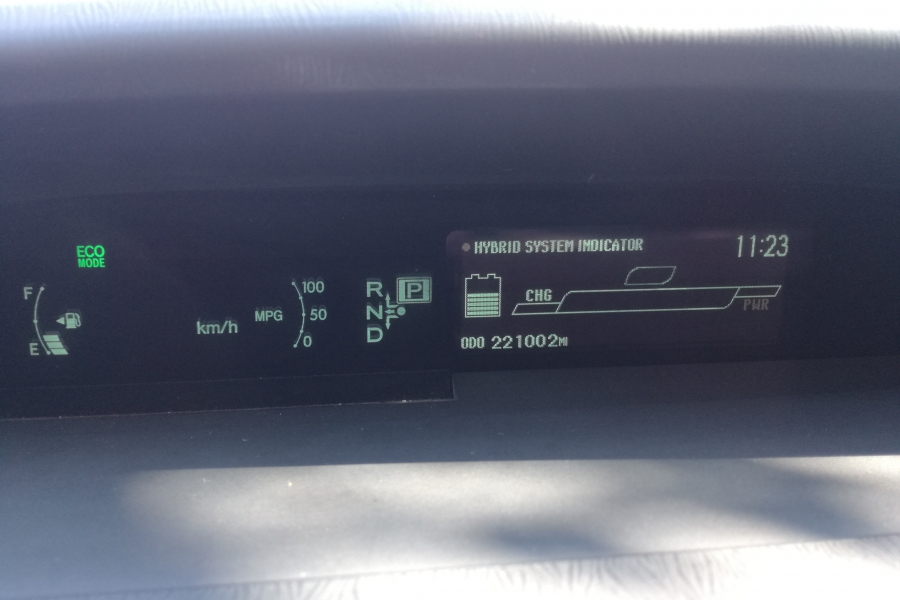 ECO
MODE
F
E
km/h
MPG
100
50
0
R
N
D
P
HYBRID SYSTEM INDICATOR
11:23
CHG
PWR
ODO 221002MI